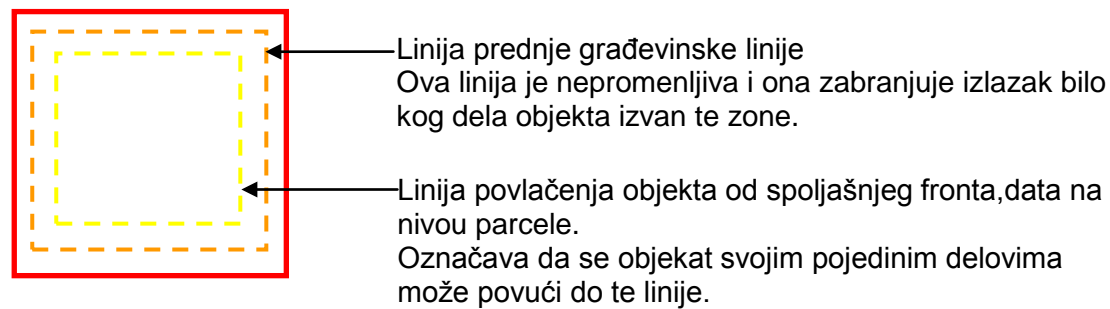 Linija prednje građevinske linije
Ova linija je nepromenljiva i ona zabranjuje izlazak bilo
kog dela objekta izvan te zone.
Linija povlačenja objekta od spoljašnjeg fronta,data na
nivou parcele.
Označava da se objekat svojim pojedinim delovima
može povući do te linije.